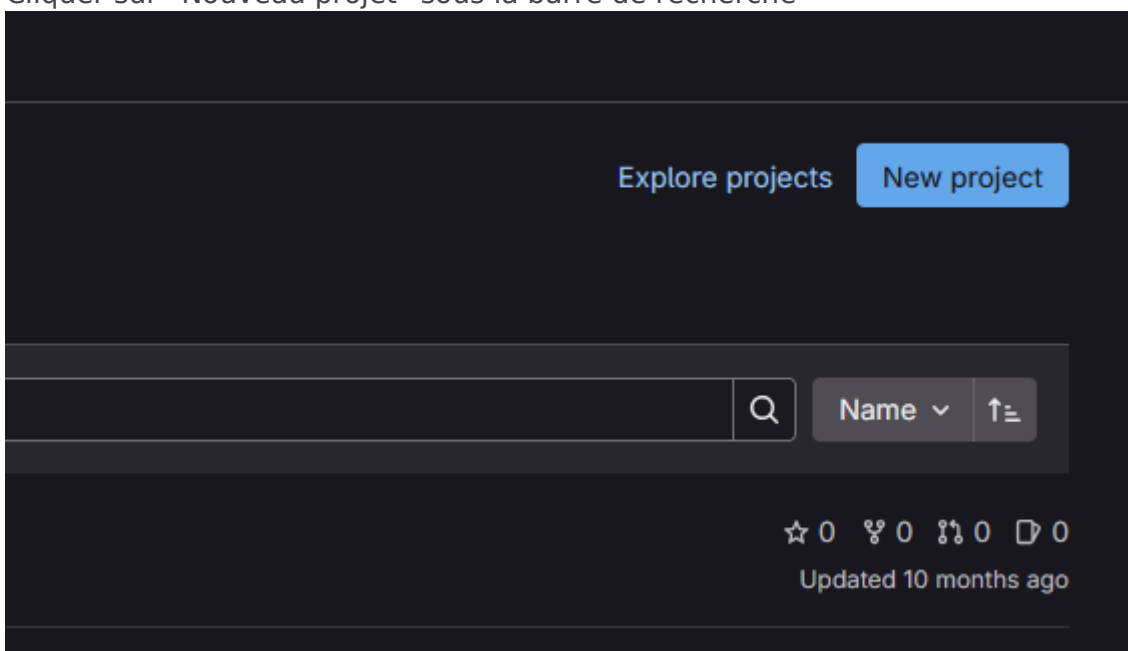 Cliquer sur "Nouveau projet" sous la barre de recherche
Explore projects New project
Name
0 0 0 0
Updated 10 months ago